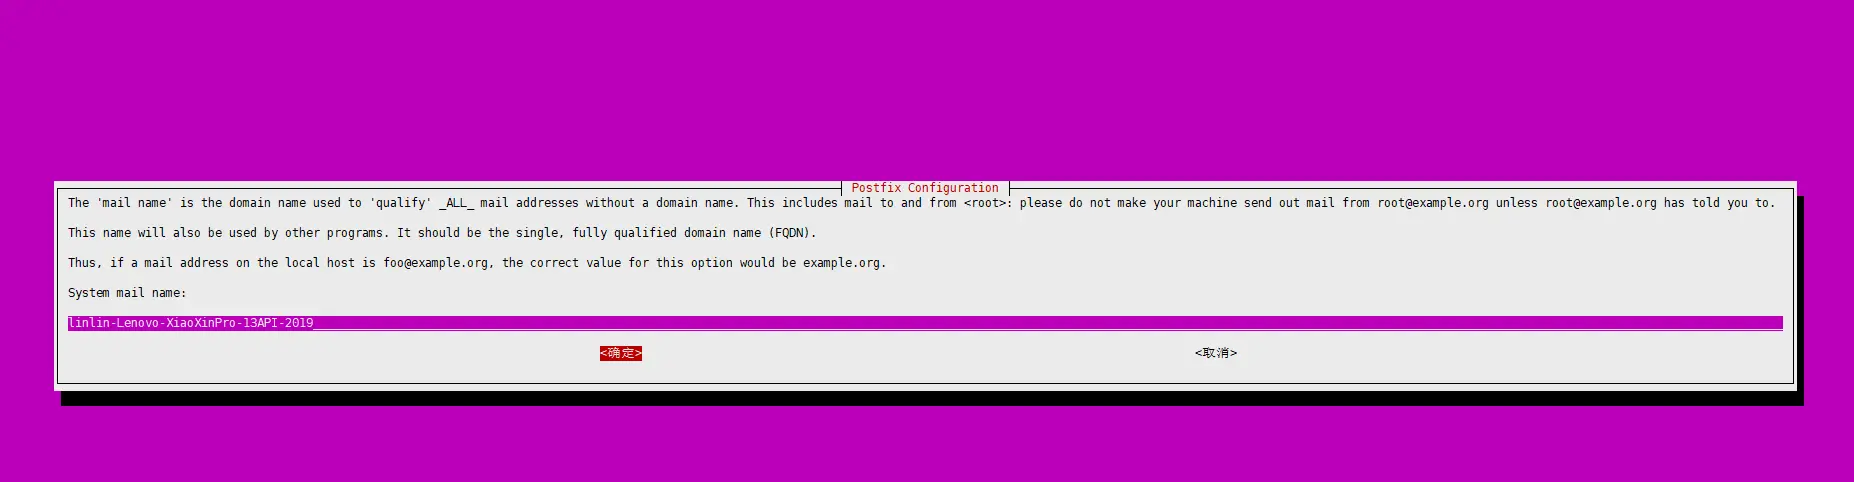 Postfix Configuration
The 'mail name' is the domain name used to 'qualify' _ALL_ mail addresses without a domain name. This includes mail to and from <root>: please do not make your machine send out mail from root@example.org unless root@example.org has told you to.
This name will also be used by other programs. It should be the single, fully qualified domain name (FQDN).
Thus, if a mail address on the local host is foo@example.org, the correct value for this option would be example.org.
System mail name:
linlin-Lenovo-XiaoXinPro-13API-2019
<确定> <取消>